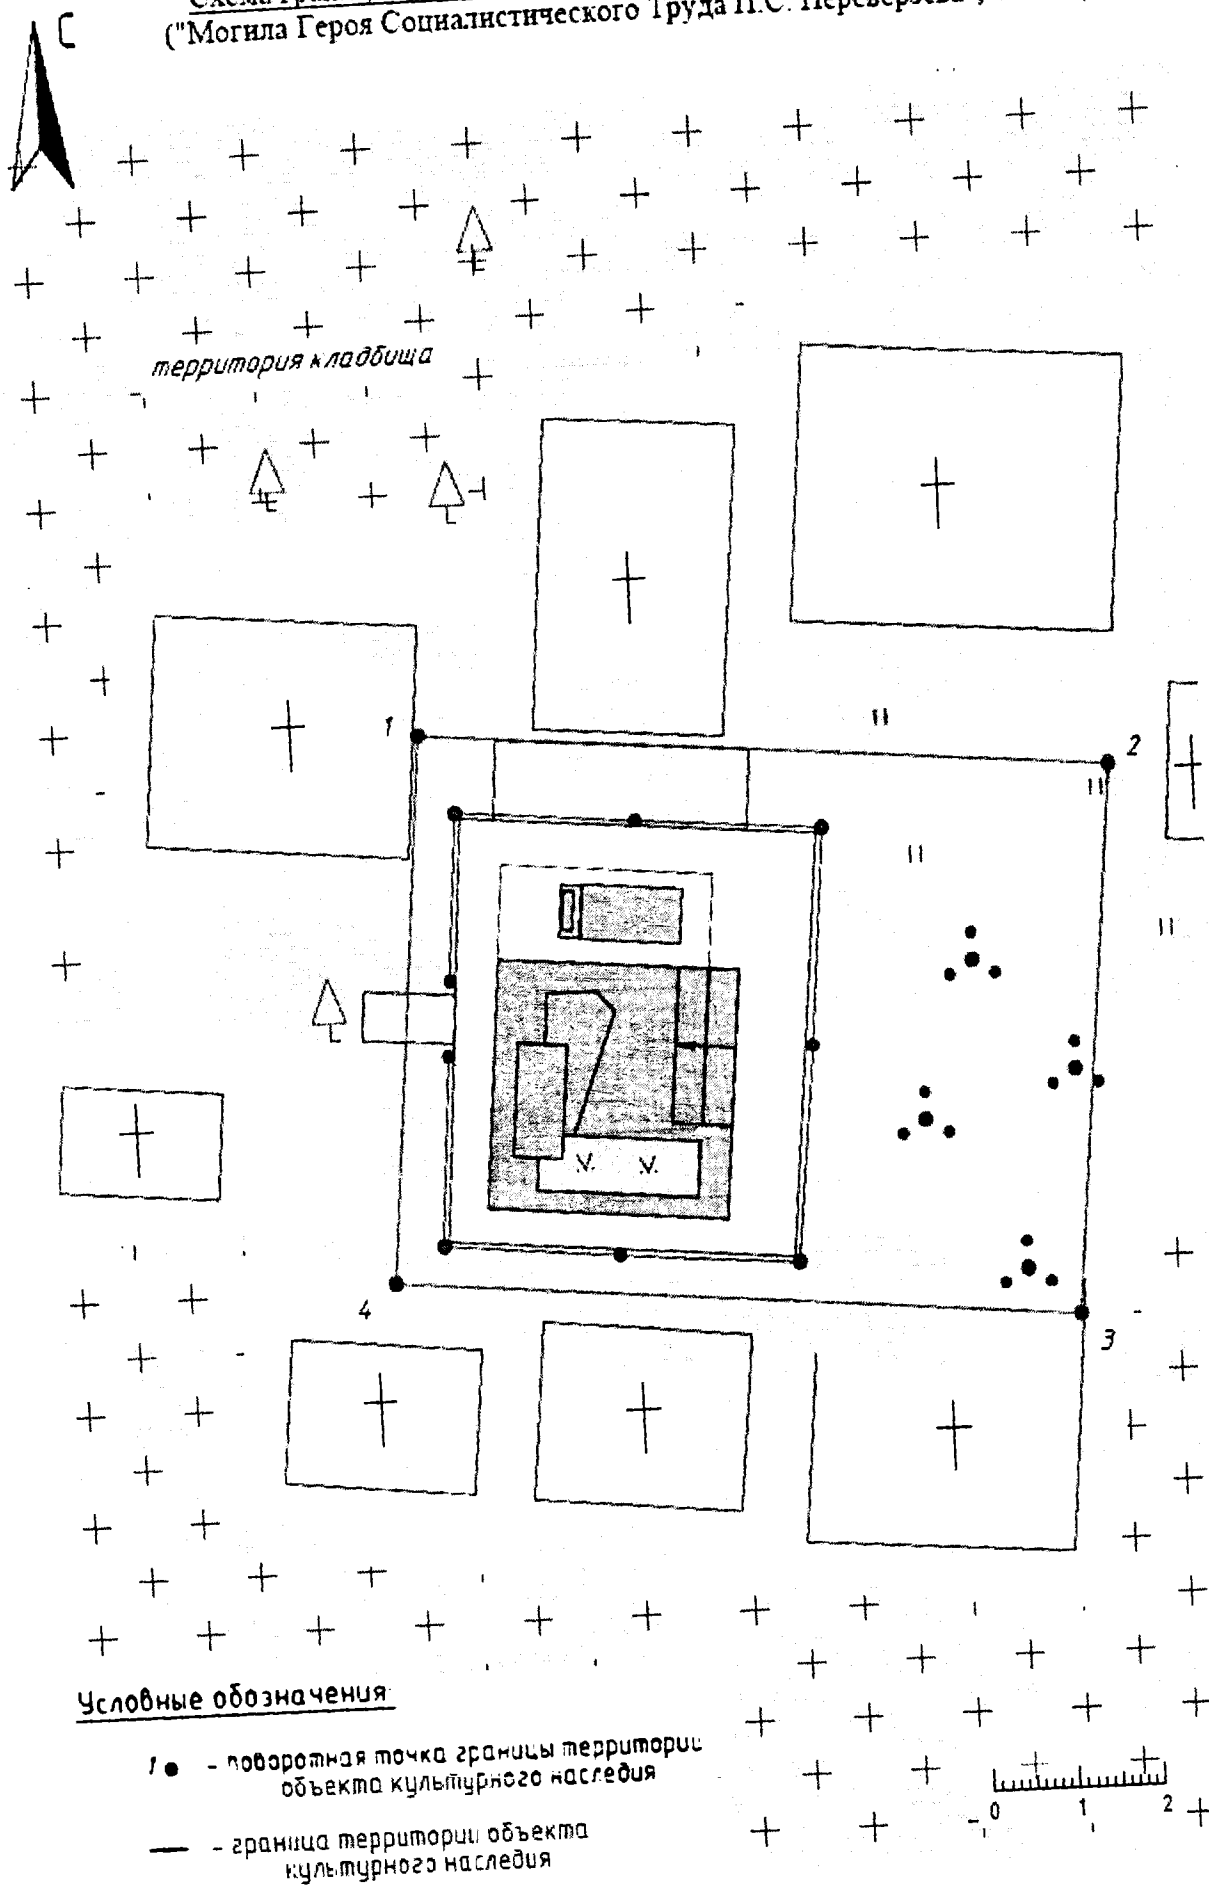 ("Могила Героя Социалистического Труда П.С. Переверзева",
С
территория кладбища
1
2
4
3
Условные обозначения
1 - поворотная точка границы территории
объекта культурного наследия
- граница территории объекта
культурного наследия
0 1 2